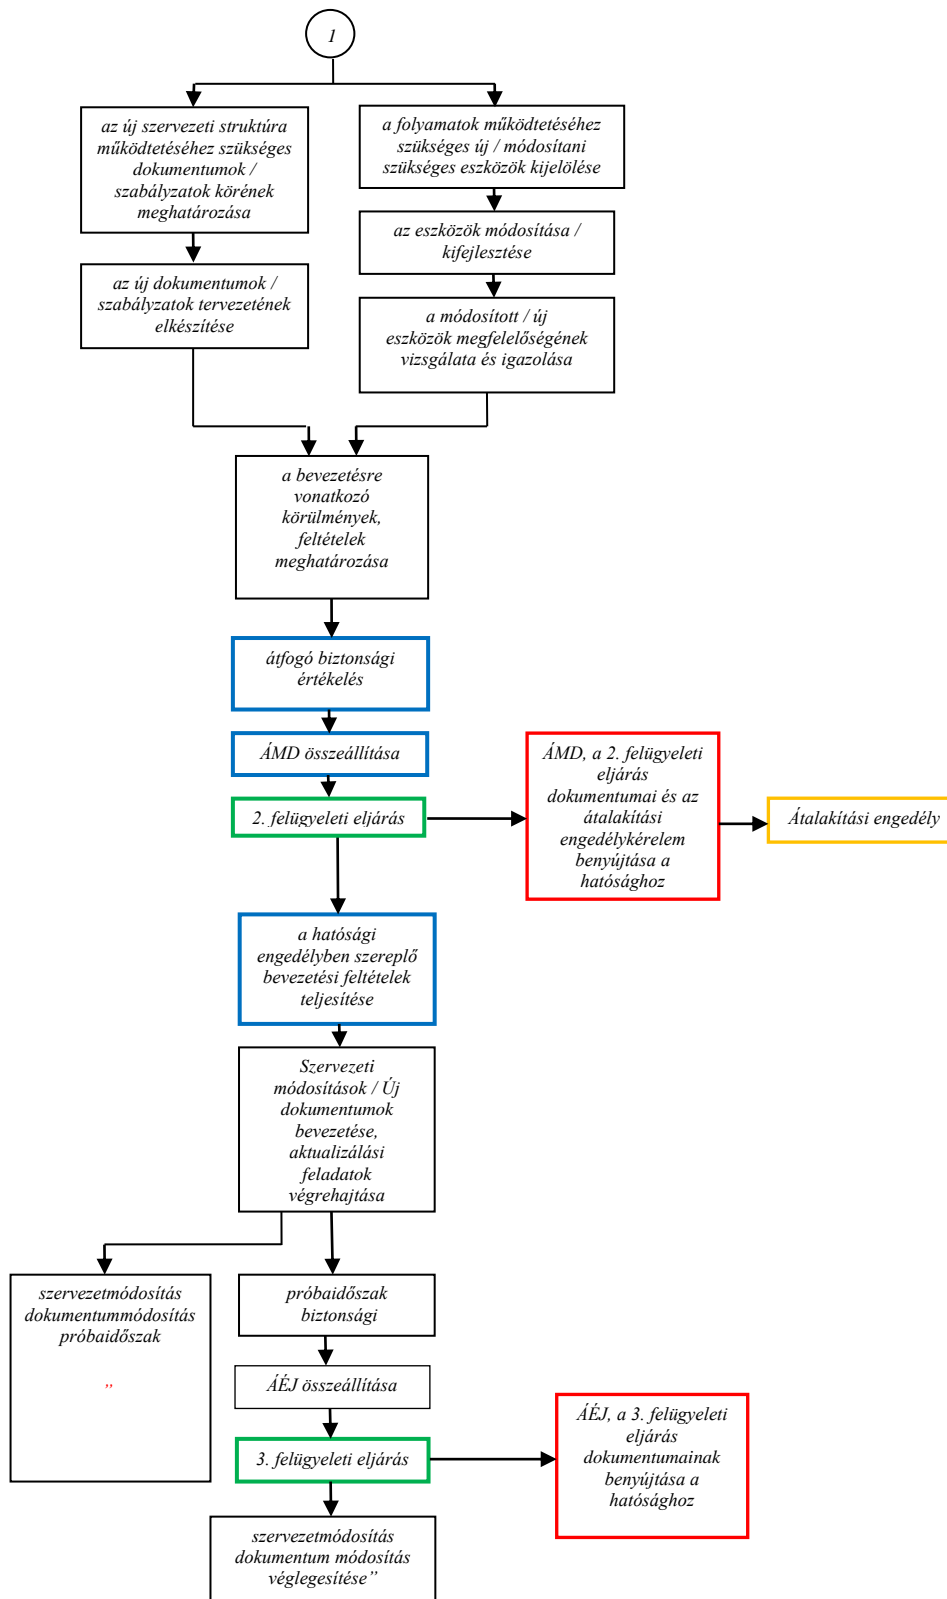 1
az új szervezeti struktúra
működtetéséhez szükséges
dokumentumok /
szabályzatok körének
meghatározása
a folyamatok működtetéséhez
szükséges új / módosítani
szükséges eszközök kijelölése
az eszközök módosítása /
kifejlesztése
az új dokumentumok /
szabályzatok tervezetének
elkészítése
a módosított / új
eszközök megfelelőségének
vizsgálata és igazolása
a bevezetésre
vonatkozó
körülmények,
feltételek
meghatározása
átfogó biztonsági
értékelés
ÁMD összeállítása
ÁMD, a 2. felügyeleti
eljárás
dokumentumai és az
átalakítási
engedélykérelem
benyújtása a
hatósághoz
2. felügyeleti eljárás
Átalakítási engedély
a hatósági
engedélyben szereplő
bevezetési feltételek
teljesítése
Szervezeti
módosítások / Új
dokumentumok
bevezetése,
aktualizálási
feladatok
végrehajtása
szervezetmódosítás
dokumentummódosítás
próbaidőszak
”
próbaidőszak
biztonsági
ÁÉJ összeállítása
3. felügyeleti eljárás
ÁÉJ, a 3. felügyeleti
eljárás
dokumentumainak
benyújtása a
hatósághoz
szervezetmódosítás
dokumentum módosítás
véglegesítése”